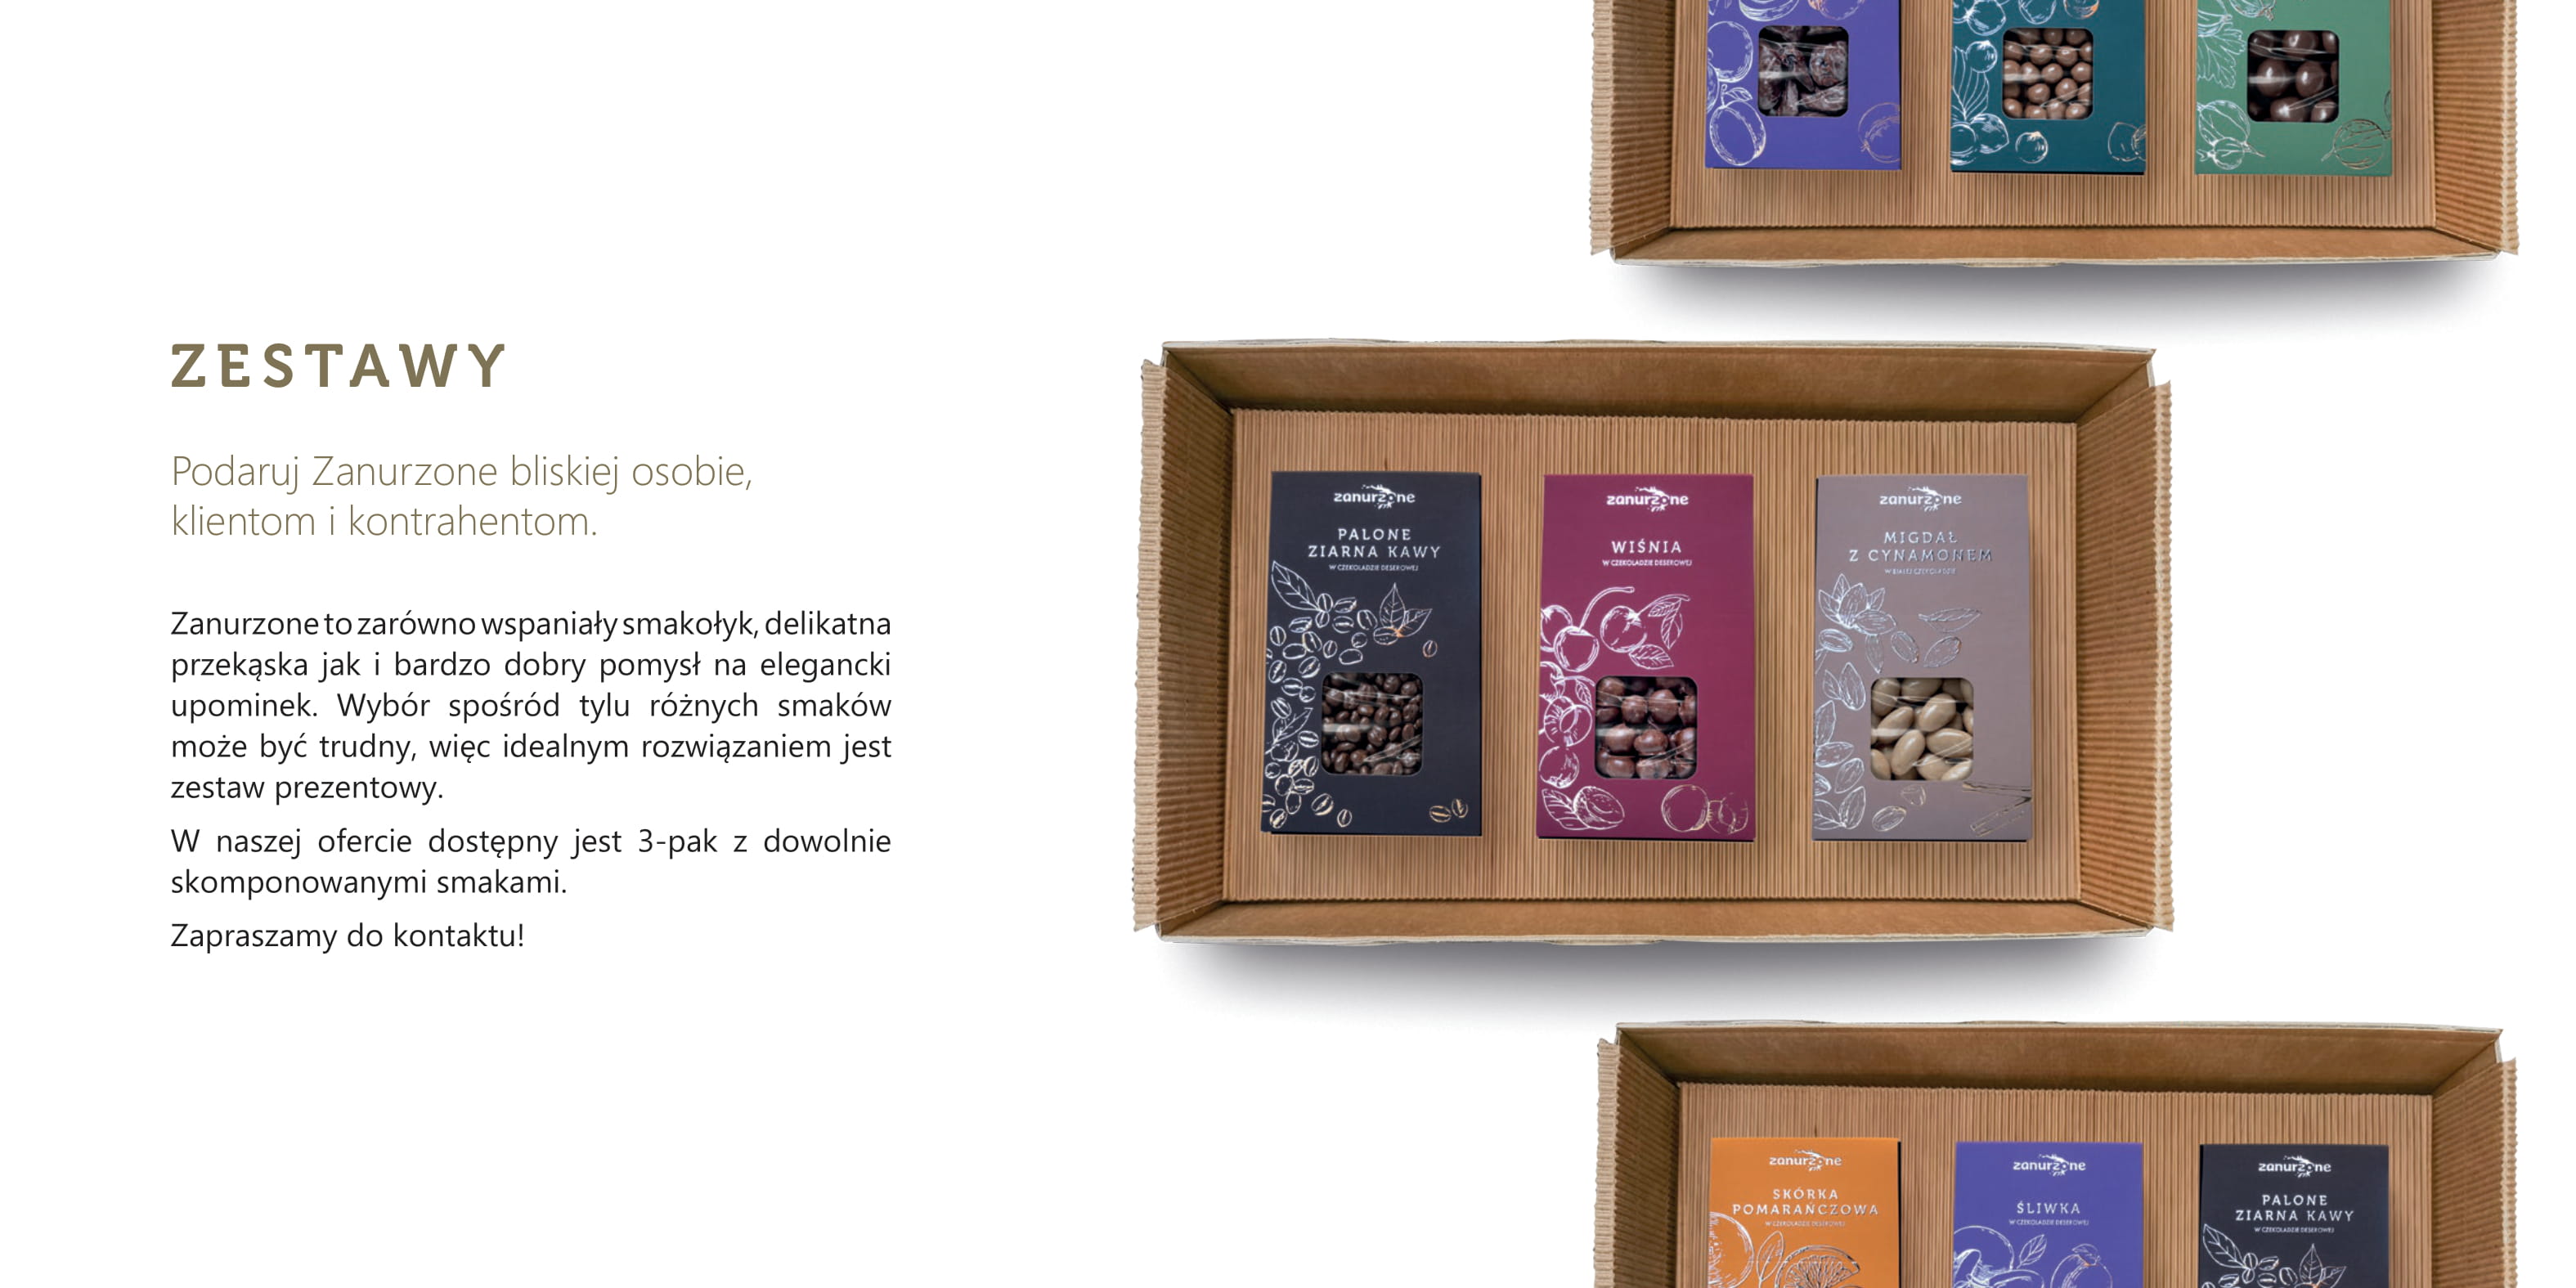 ZESTAWY
Podaruj Zanurzone bliskiej osobie,
klientom i kontrahentom.
Zanurzone to zarówno wspaniały smakołyk, delikatna
przekąska jak i bardzo dobry pomysł na elegancki
upominek. Wybór spośród tylu różnych smaków
może być trudny, więc idealnym rozwiązaniem jest
zestaw prezentowy.
W naszej ofercie dostępny jest 3-pak z dowolnie
skomponowanymi smakami.
Zapraszamy do kontaktu!
zanurzone
PALONE
ZIARNA KAWY
W CZEKOLADZIE DESEROWEJ
zanurzone
WIŚNIA
W CZEKOLADZIE DESEROWEJ
zanurzone
MIGDAŁ
Z CYNAMONEM
W BIAŁEJ CZEKOLADZIE
zanurzone
SKÓRKA
POMARAŃCZOWA
W CZEKOLADZIE DESEROWEJ
zanurzone
ŚLIWKA
W CZEKOLADZIE DESEROWEJ
zanurzone
PALONE
ZIARNA KAWY
W CZEKOLADZIE DESEROWEJ